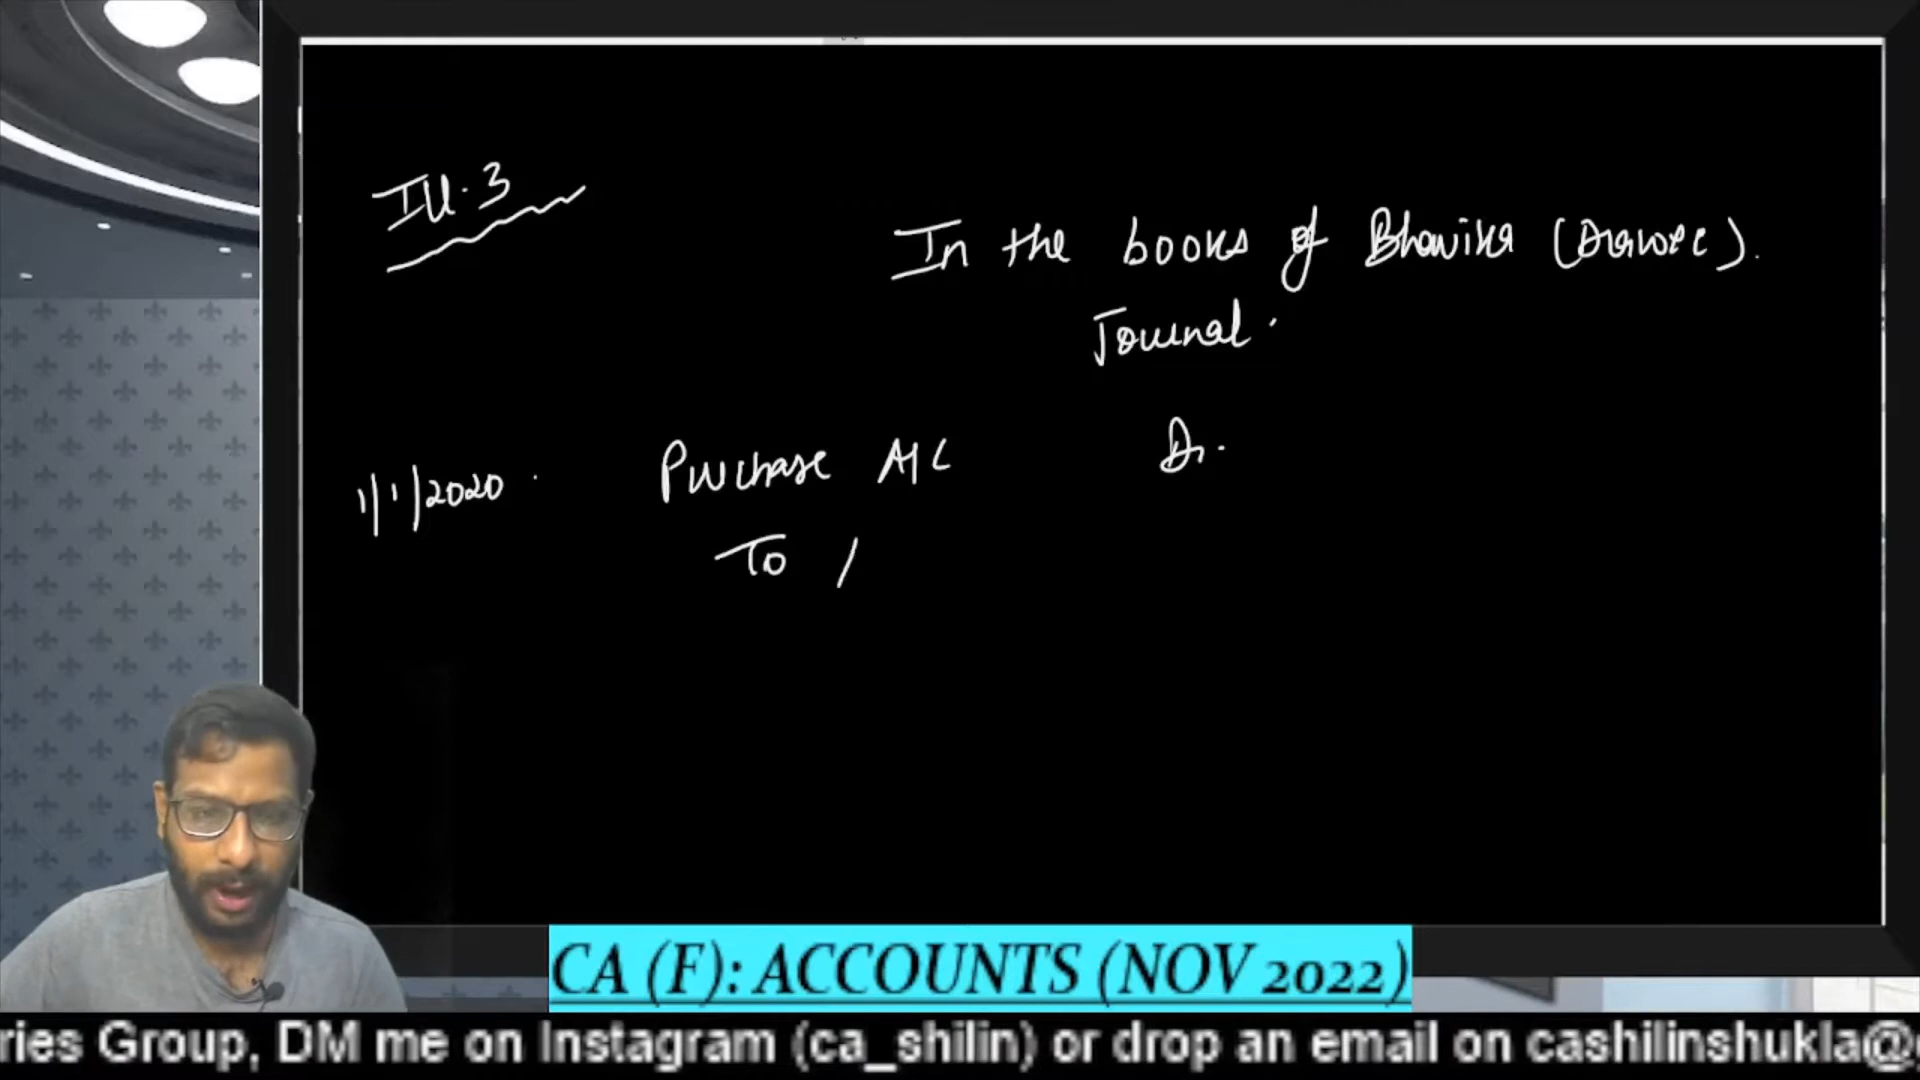 Ill.3
In the books of Bhavika (Drawee).
Journal.
1/1/2020. Purchase A/c Dr.
To /
CA (F): ACCOUNTS (NOV 2022)
ries Group, DM me on Instagram (ca_shilin) or drop an email on cashilinshukla@